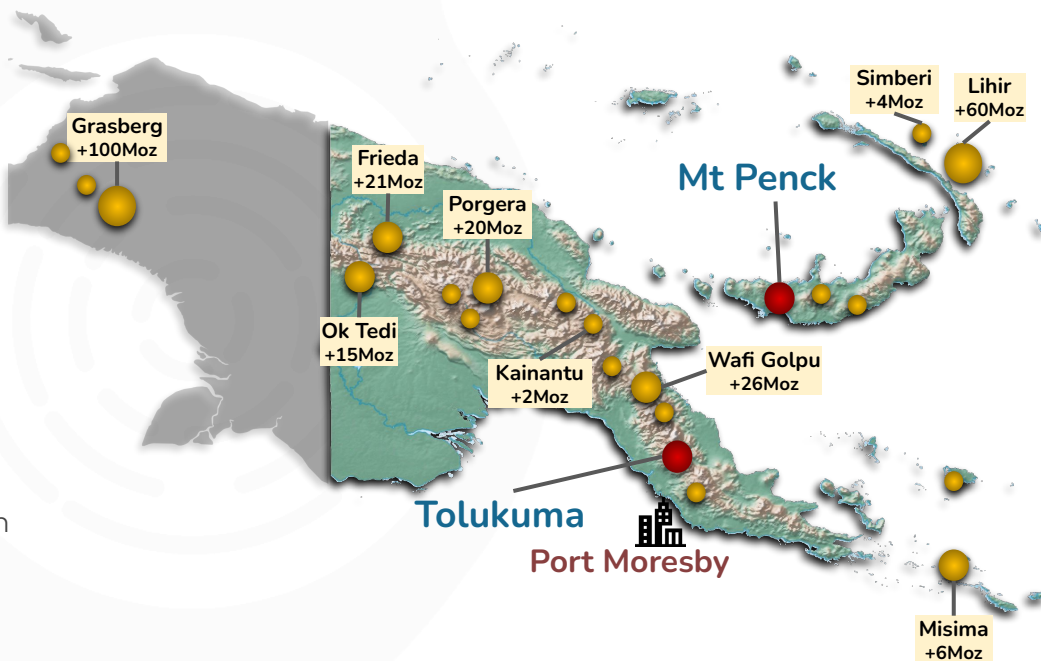 Simberi
+4Moz
Lihir
+60Moz
Grasberg
+100Moz
Frieda
+21Moz
Mt Penck
Porgera
+20Moz
Ok Tedi
+15Moz
Kainantu
+2Moz
Wafi Golpu
+26Moz
Tolukuma
n
Port Moresby
Misima
+6Moz